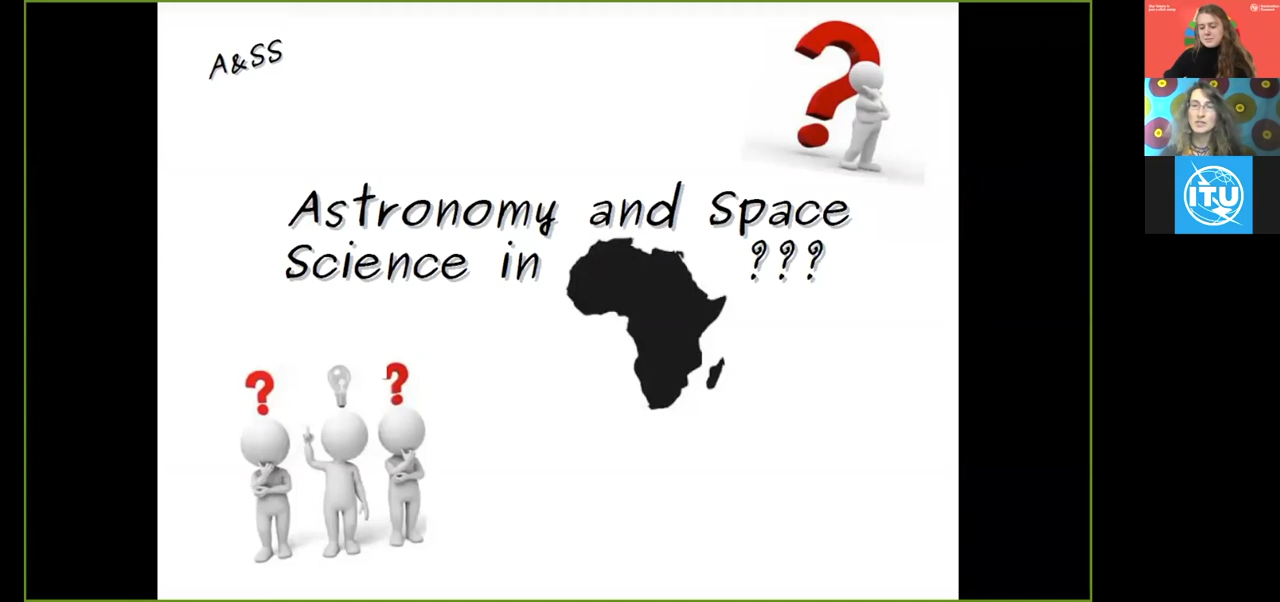 A&SS
Astronomy and Space
Science in ???
?
? ?
ITU